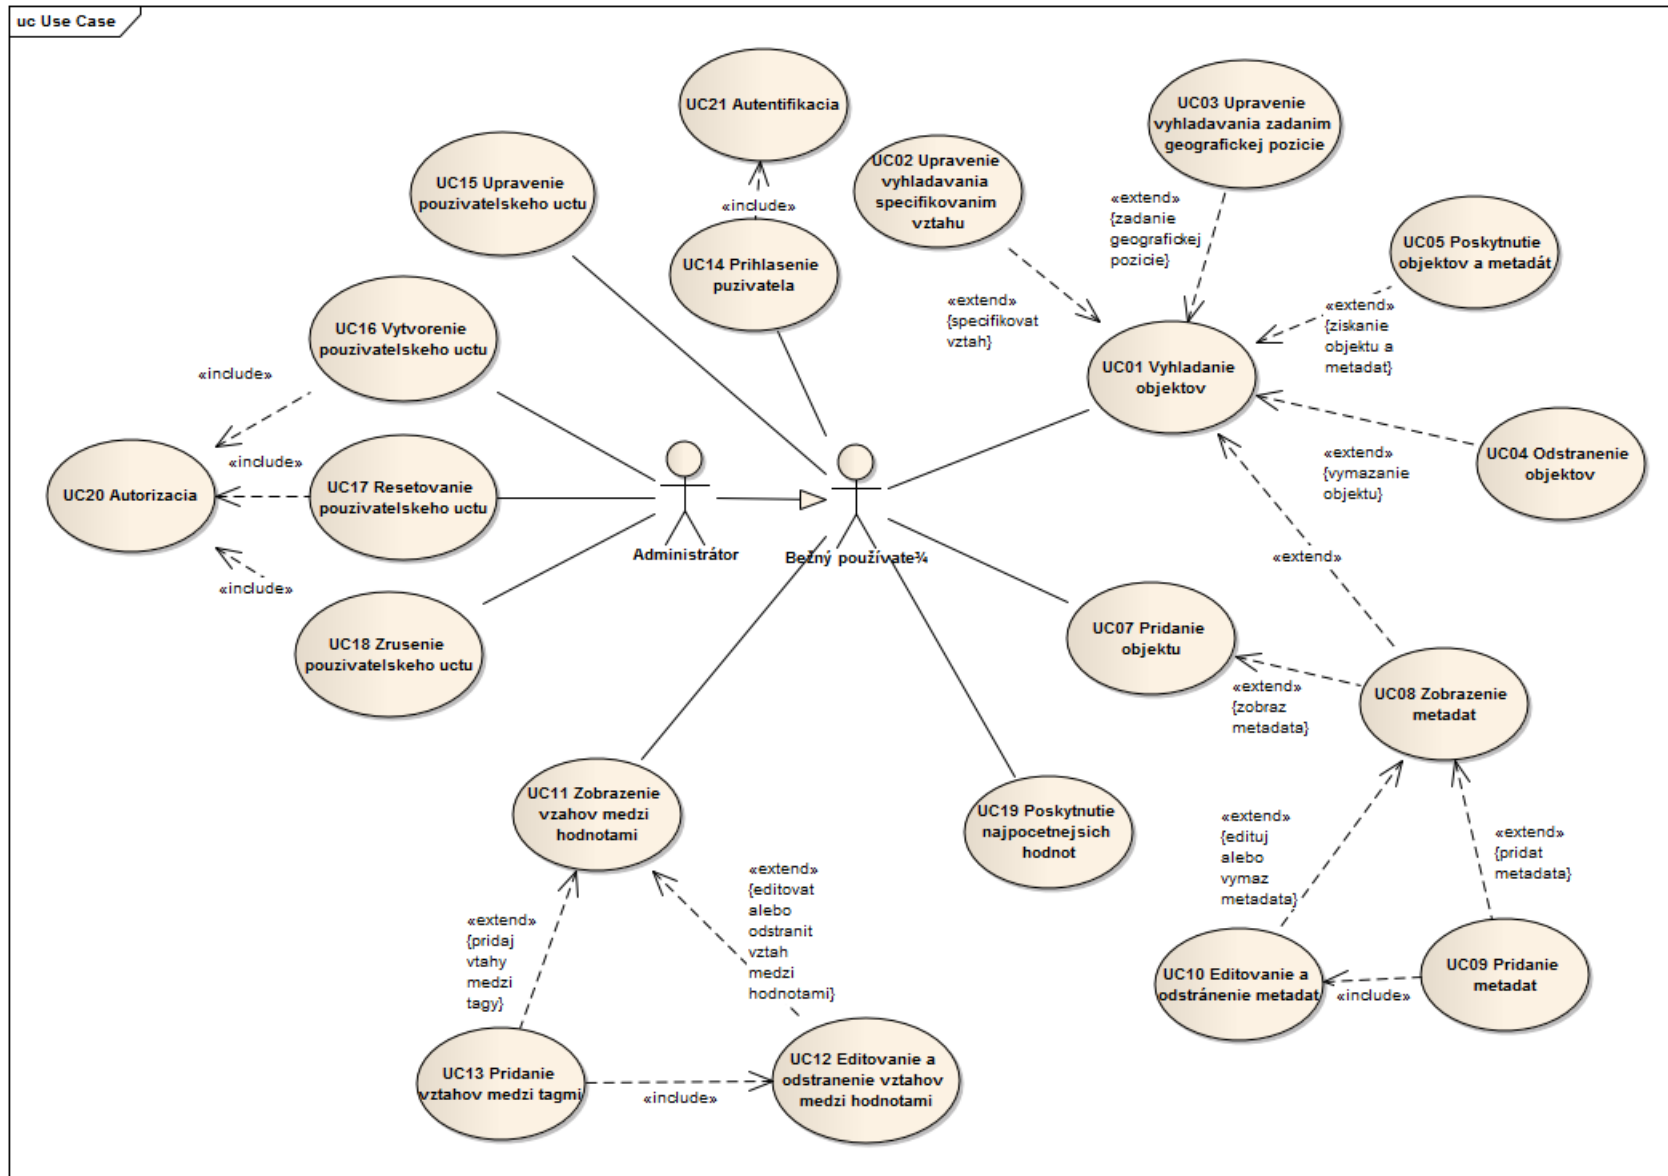 uc Use Case
UC21 Autentifikacia
UC03 Upravenie
vyhladavania zadanim
geografickej pozicie
UC02 Upravenie
vyhladavania
specifikovanim
vztahu
UC15 Upravenie
pouzivatelskeho uctu
«include»
«extend»
{zadanie
geografickej
pozicie}
UC05 Poskytnutie
objektov a metadát
UC14 Prihlasenie
puzivatela
«extend»
{specifikovat
vztah}
«extend»
{ziskanie
objektu a
metadat}
UC16 Vytvorenie
pouzivatelskeho uctu
«include»
UC01 Vyhladanie
objektov
«include»
UC20 Autorizacia
UC17 Resetovanie
pouzivatelskeho uctu
«extend»
{vymazanie
objektu}
UC04 Odstranenie
objektov
Administrátor
Bežný používate¾
«extend»
«include»
UC18 Zrusenie
pouzivatelskeho uctu
UC07 Pridanie
objektu
«extend»
{zobraz
metadata}
UC08 Zobrazenie
metadat
UC11 Zobrazenie
vzahov medzi
hodnotami
UC19 Poskytnutie
najpocetnejsich
hodnot
«extend»
{edituj
alebo
vymaz
metadata}
«extend»
{pridat
metadata}
«extend»
{editovat
alebo
odstranit
vztah
medzi
hodnotami}
«extend»
{pridaj
vtahy
medzi
tagy}
UC10 Editovanie a
odstránenie metadat
«include»
UC09 Pridanie
metadat
UC13 Pridanie
vztahov medzi tagmi
«include»
UC12 Editovanie a
odstranenie vztahov
medzi hodnotami